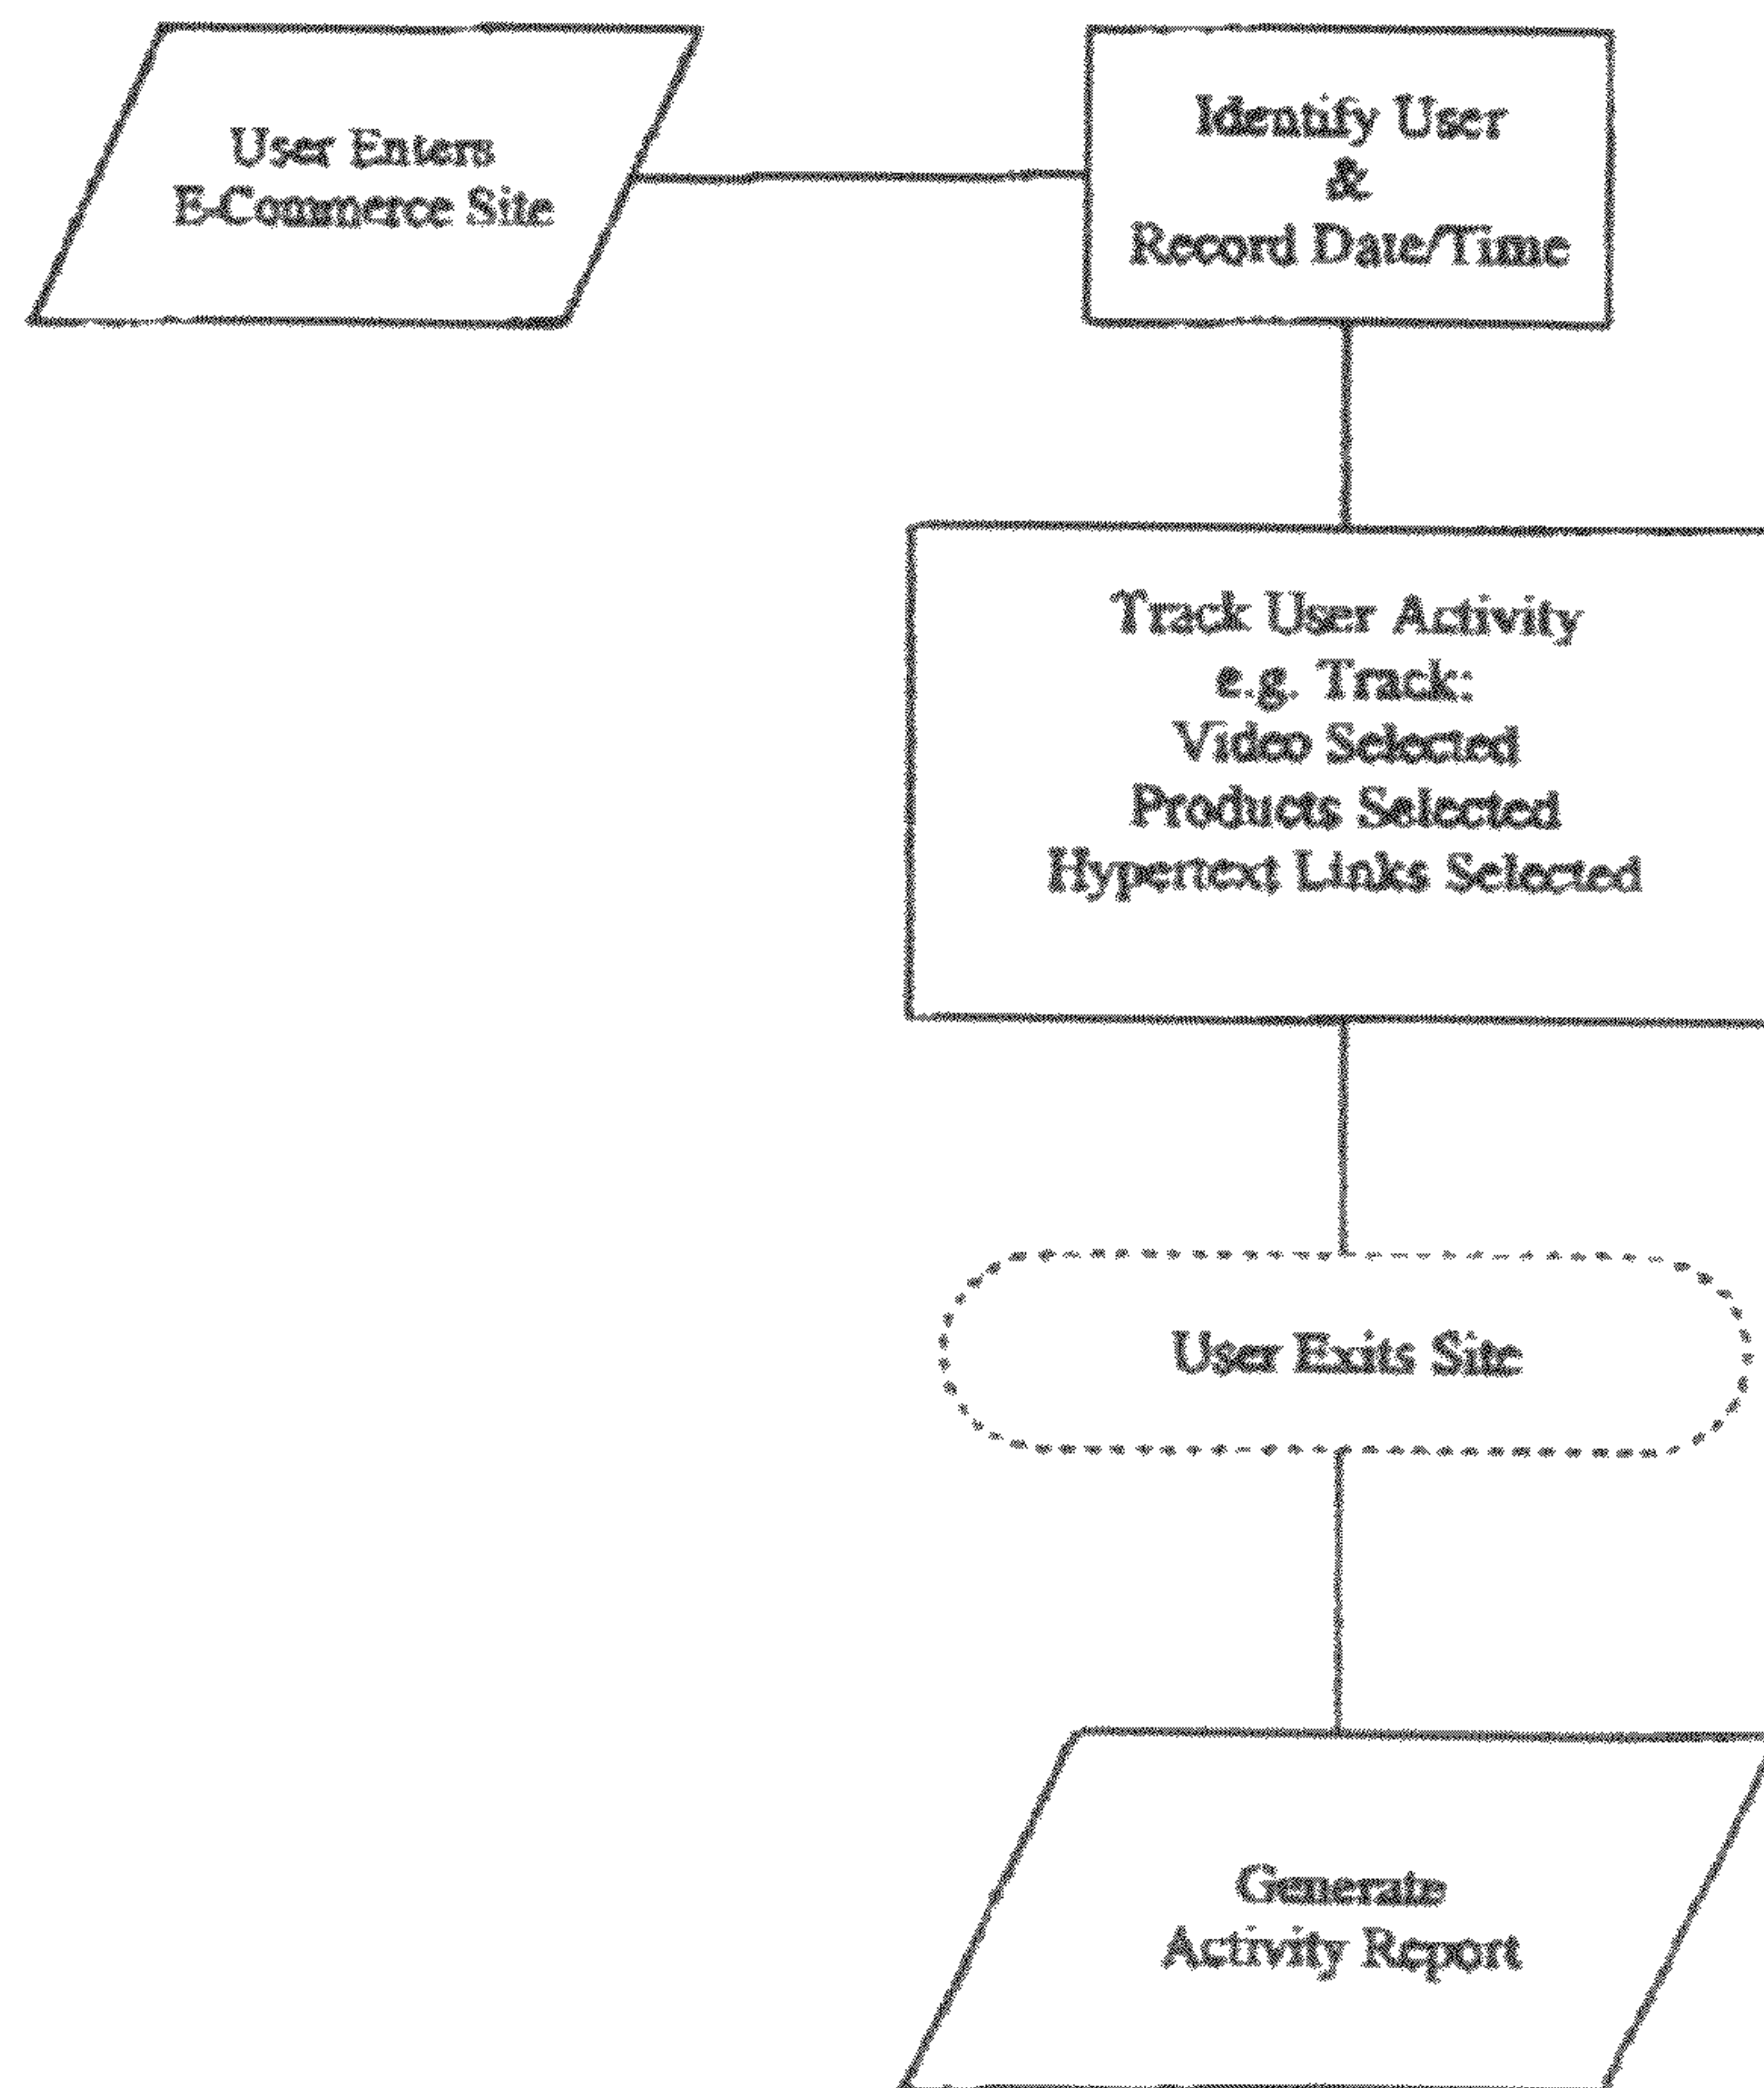 User Enters
E-Commerce Site
Identify User
&
Record Date/Time
Track User Activity
e.g. Track:
Video Selected
Products Selected
Hypertext Links Selected
User Exits Site
Generate
Activity Report